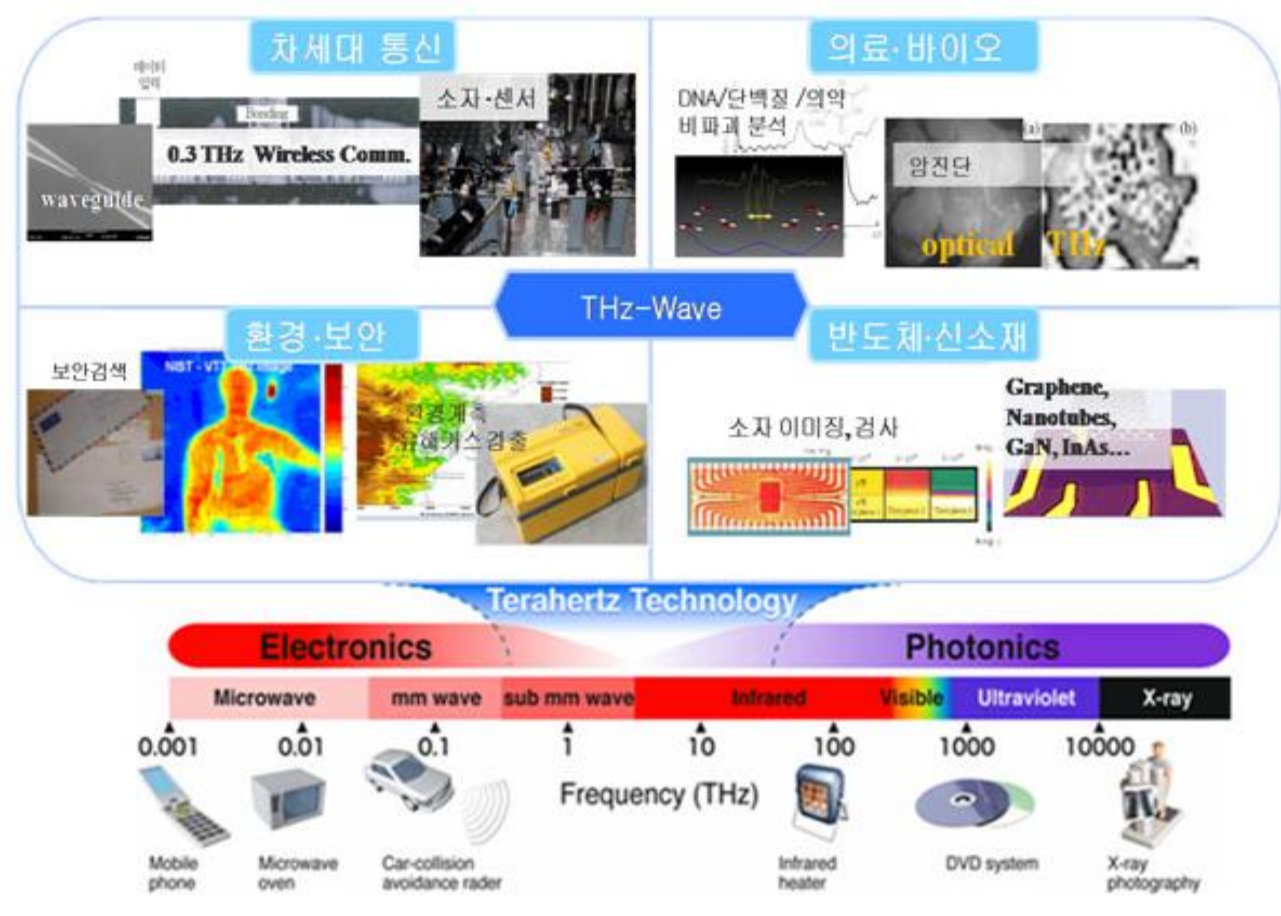 차세대 통신
데이터
입력
Bonding
0.3 THz Wireless Comm.
waveguide
소자·센서
의료·바이오
DNA/단백질/의약
비파괴 분석
(a)
(b)
암진단
optical
THz
THz-Wave
환경·보안
보안검색
환경계측
유해가스검출
반도체·신소재
소자 이미징,검사
Graphene,
Nanotubes,
GaN, InAs...
Terahertz Technology
Electronics
Photonics
Microwave
mm wave
sub mm wave
Infrared
Visible
Ultraviolet
X-ray
0.001
0.01
0.1
1
10
100
1000
10000
Frequency (THz)
Mobile
phone
Microwave
oven
Car-collision
avoidance rader
Infrared
heater
DVD system
X-ray
photography